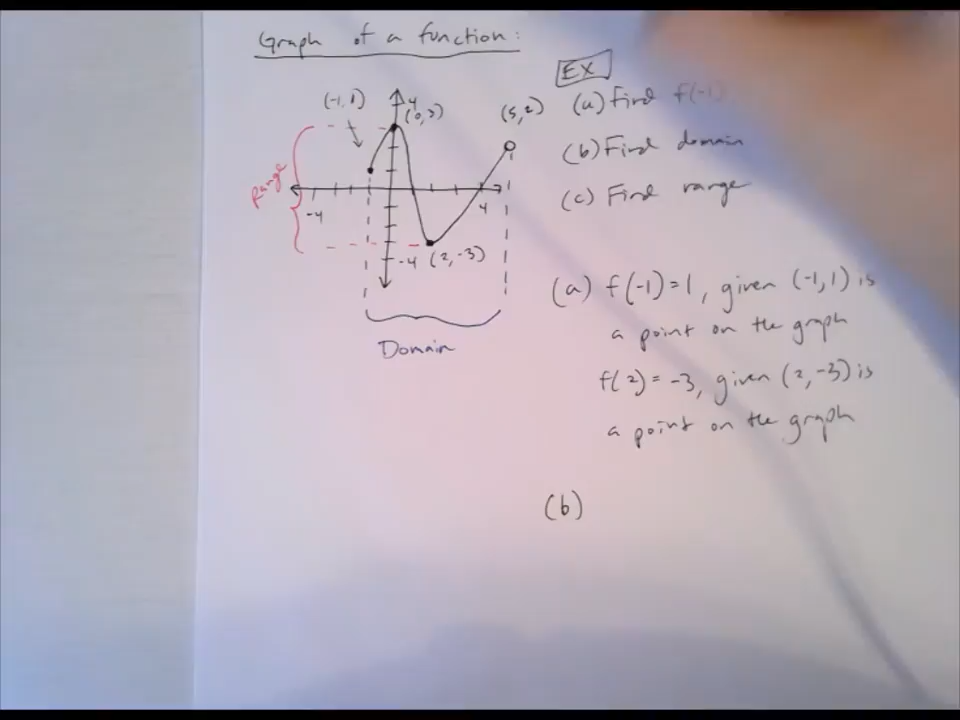 Graph of a function:
EX
(a) Find f(-1)
(b) Find domain
(c) Find range
(-1, 1)
4
(0, 3)
(5, 2)
Range
-4
4
-4
(2, -3)
Domain
(a) f(-1) = 1, given (-1, 1) is
a point on the graph
f(2) = -3, given (2, -3) is
a point on the graph
(b)